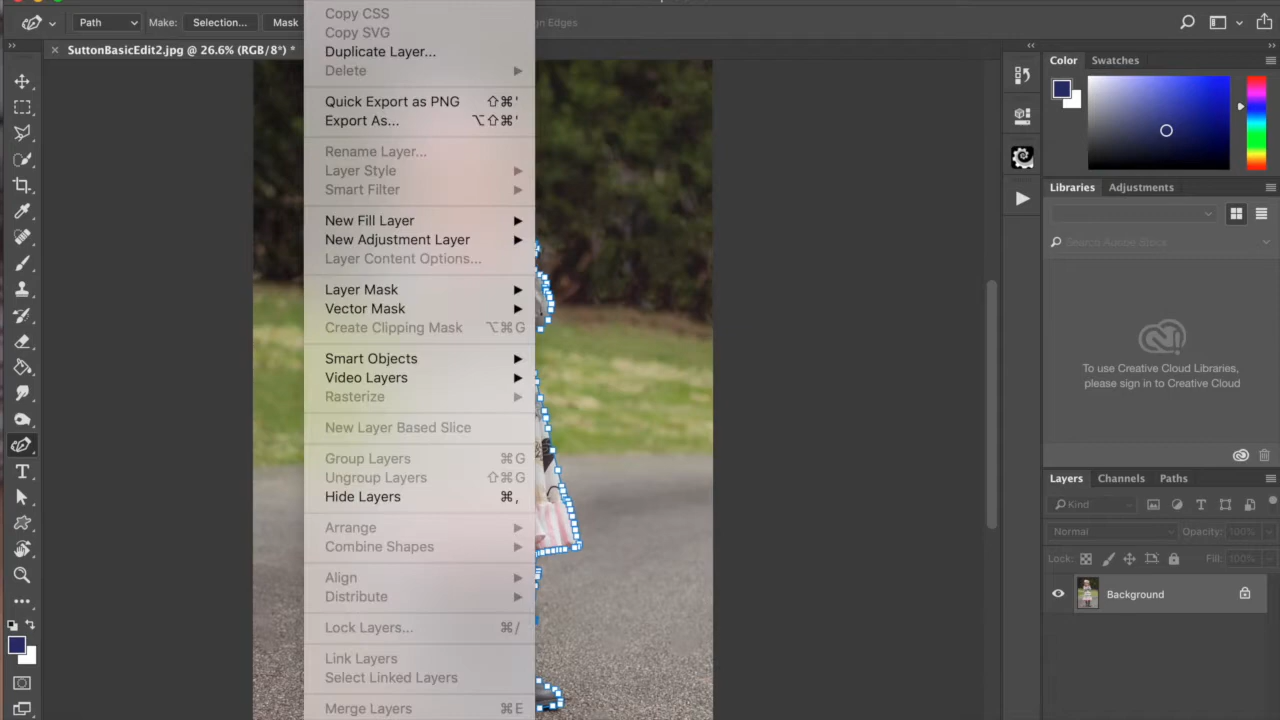 Copy CSS
Path Make: Selection... Mask gn Edges
Copy SVG
SuttonBasicEdit2.jpg @ 26.6% (RGB/8*) *
Duplicate Layer...
Delete
Quick Export as PNG ⇧⌘'
Export As... ⌥⇧⌘'
Rename Layer...
Layer Style
Smart Filter
New Fill Layer
New Adjustment Layer
Layer Content Options...
Layer Mask
Vector Mask
Create Clipping Mask ⌥⌘G
Smart Objects
Video Layers
Rasterize
New Layer Based Slice
Group Layers ⌘G
Ungroup Layers ⇧⌘G
Hide Layers ⌘,
Arrange
Combine Shapes
Align
Distribute
Lock Layers... ⌘/
Link Layers
Select Linked Layers
Merge Layers ⌘E
Color Swatches
Libraries Adjustments
Search Adobe Stock
To use Creative Cloud Libraries,
please sign in to Creative Cloud
Layers Channels Paths
Kind
Normal Opacity: 100%
Lock: Fill: 100%
Background